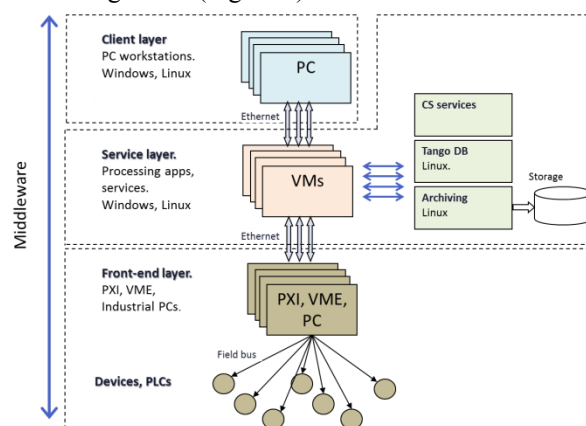 Middleware
Client layer
PC workstations.
Windows, Linux
PC
Ethernet
Service layer.
Processing apps,
services.
Windows, Linux
VMs
CS services
Tango DB
Linux.
Archiving
Linux
Storage
Ethernet
Front-end layer.
PXI, VME,
Industrial PCs.
PXI, VME,
PC
Field bus
Devices, PLCs